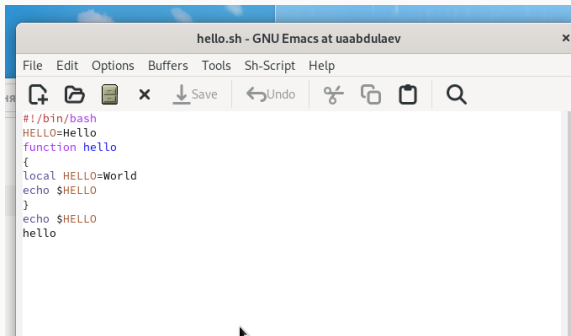 hello.sh - GNU Emacs at uaabdulaev
File Edit Options Buffers Tools Sh-Script Help
Save Undo
#!/bin/bash
HELLO=Hello
function hello
{
local HELLO=World
echo $HELLO
}
echo $HELLO
hello